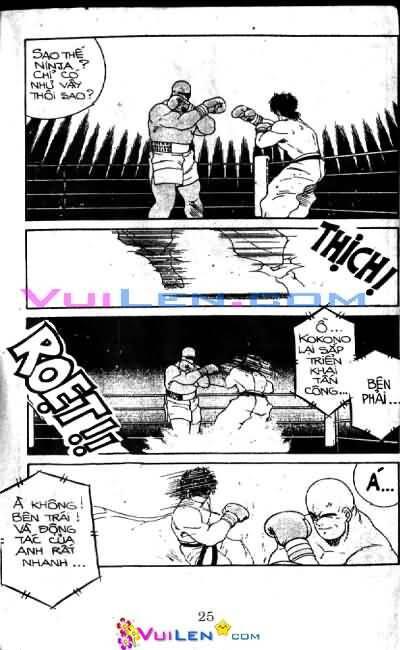 SAO THẾ
NINJA?
CHỈ CÓ
NHƯ VẬY
THÔI SAO?
THỊCH!
VUILEN.COM
Ồ...
KOKONO
LẠI SẮP
TRIỂN
KHAI
TẤN
CÔNG...
BÊN
PHẢI...
ROẸT!!
Á...
À KHÔNG!
BÊN TRÁI!
VÀ ĐỘNG
TÁC CỦA
ANH RẤT
NHANH...
25
VUILEN.COM